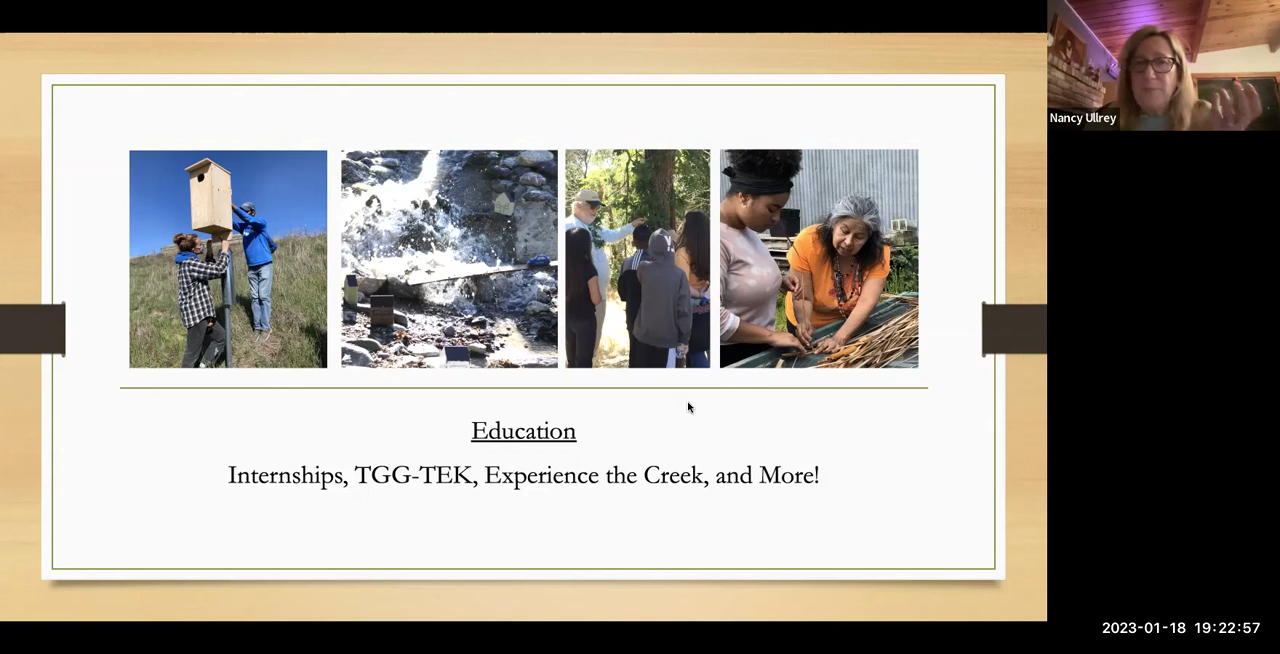 Nancy Ullrey
Education
Internships, TGG-TEK, Experience the Creek, and More!
2023-01-18 19:22:57